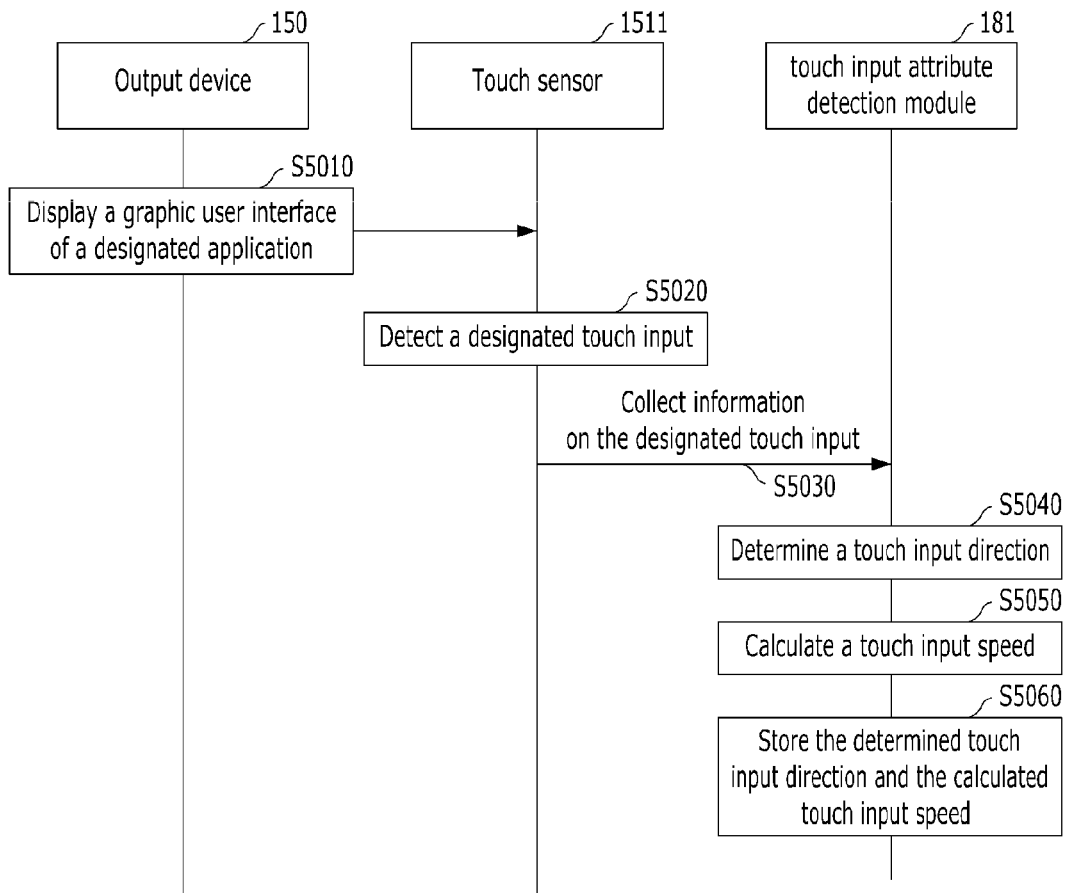 150
1511
181
Output device
Touch sensor
touch input attribute
detection module
S5010
Display a graphic user interface
of a designated application
S5020
Detect a designated touch input
Collect information
on the designated touch input
S5030
S5040
Determine a touch input direction
S5050
Calculate a touch input speed
S5060
Store the determined touch
input direction and the calculated
touch input speed